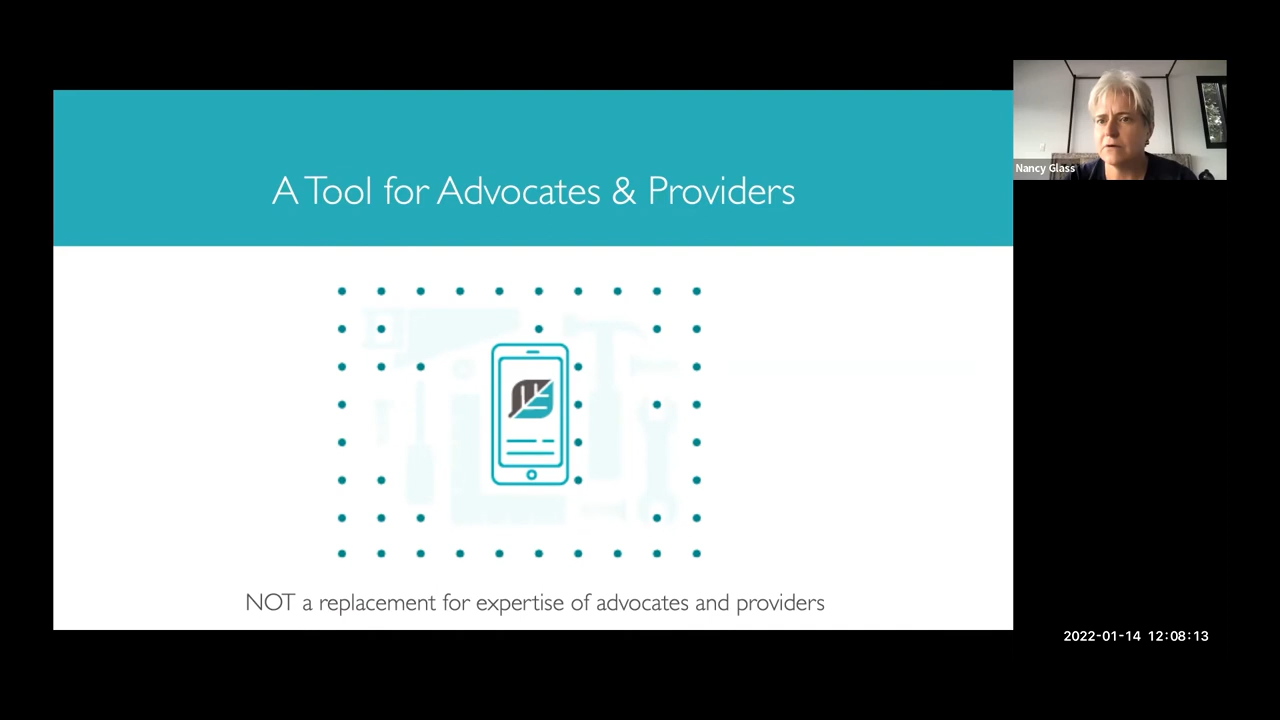 A Tool for Advocates & Providers
Nancy Glass
NOT a replacement for expertise of advocates and providers
2022-01-14 12:08:13